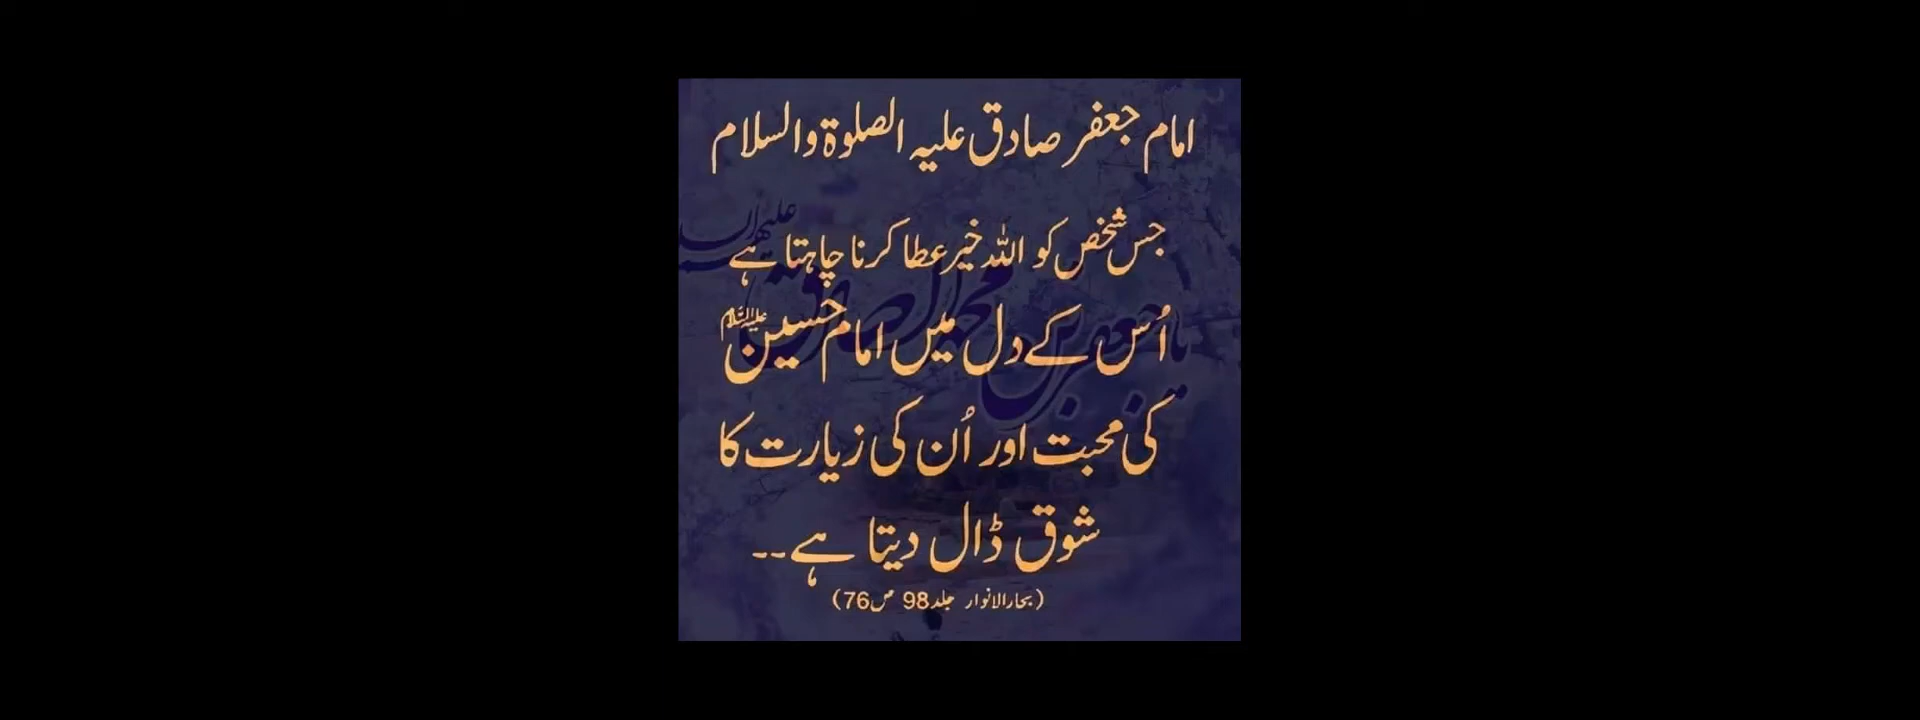 امام جعفر صادق علیہ الصلوۃ والسلام
جس شخص کو اللہ خیر عطا کرنا چاہتا ہے
اُس کے دل میں امام حسین علیہ السلام
کی محبت اور اُن کی زیارت کا
شوق ڈال دیتا ہے--
(بحارالانوار جلد 98 ص 76)